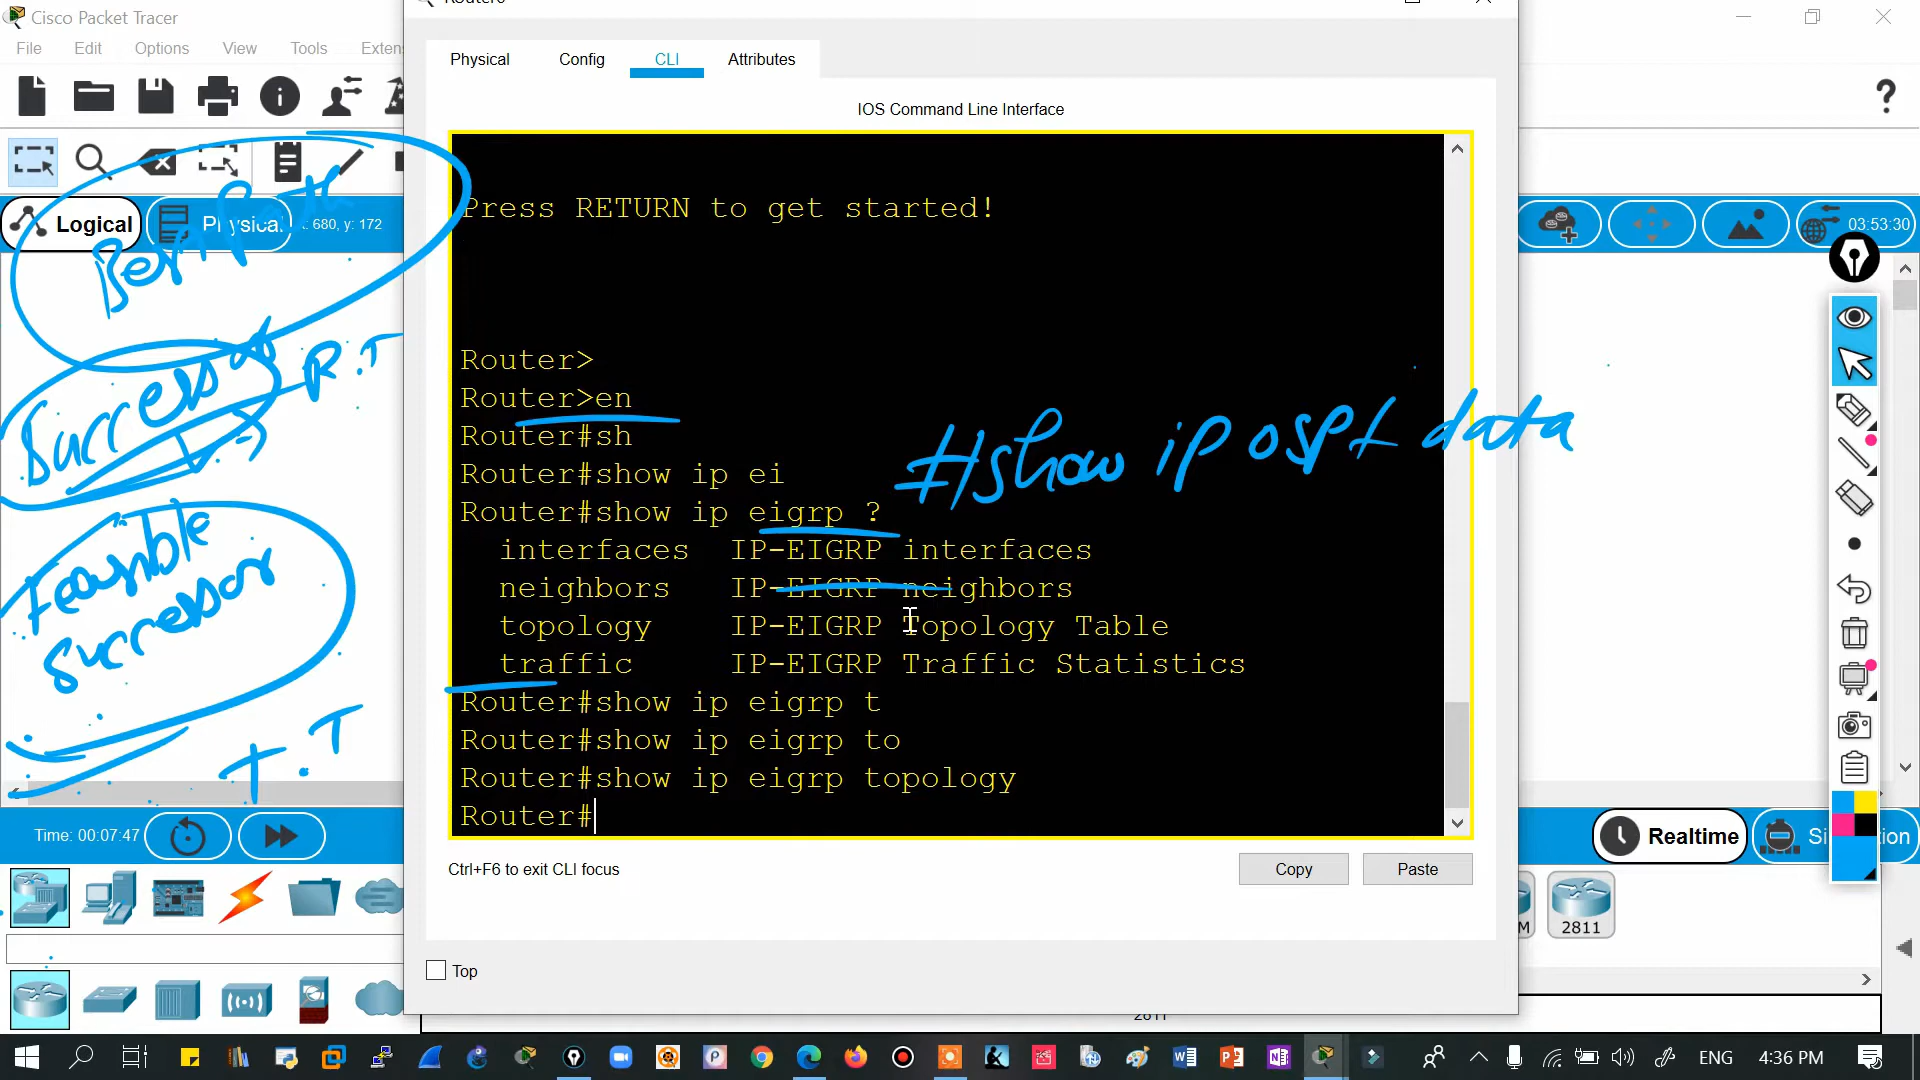 Cisco Packet Tracer
Router0
File Edit Options View Tools Exten
Physical Config CLI Attributes
IOS Command Line Interface
Logical
Physical
x: 680, y: 172
03:53:30
Best Path
Successor
R.T
Feasible
Successor
T.T
Press RETURN to get started!
Router>
Router>en
Router#sh
Router#show ip ei
Router#show ip eigrp ?
interfaces IP-EIGRP interfaces
neighbors IP-EIGRP neighbors
topology IP-EIGRP Topology Table
traffic IP-EIGRP Traffic Statistics
Router#show ip eigrp t
Router#show ip eigrp to
Router#show ip eigrp topology
Router#
#show ip ospf data
Ctrl+F6 to exit CLI focus
Copy
Paste
Top
Time: 00:07:47
Realtime
2811
2811
ENG
4:36 PM